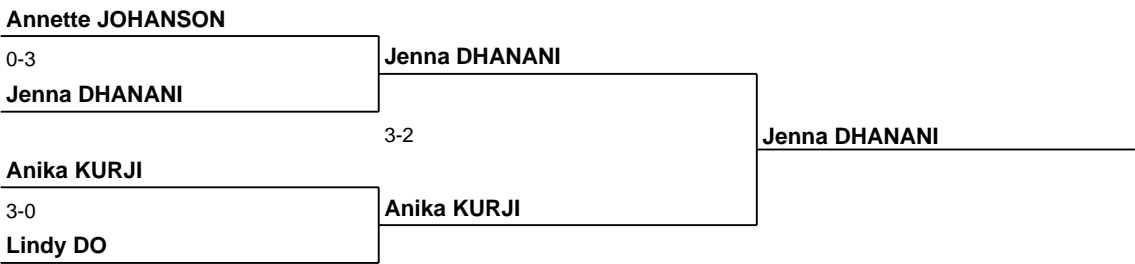 Annette JOHANSON
0-3
Jenna DHANANI
Jenna DHANANI
3-2
Jenna DHANANI
Anika KURJI
3-0
Anika KURJI
Lindy DO